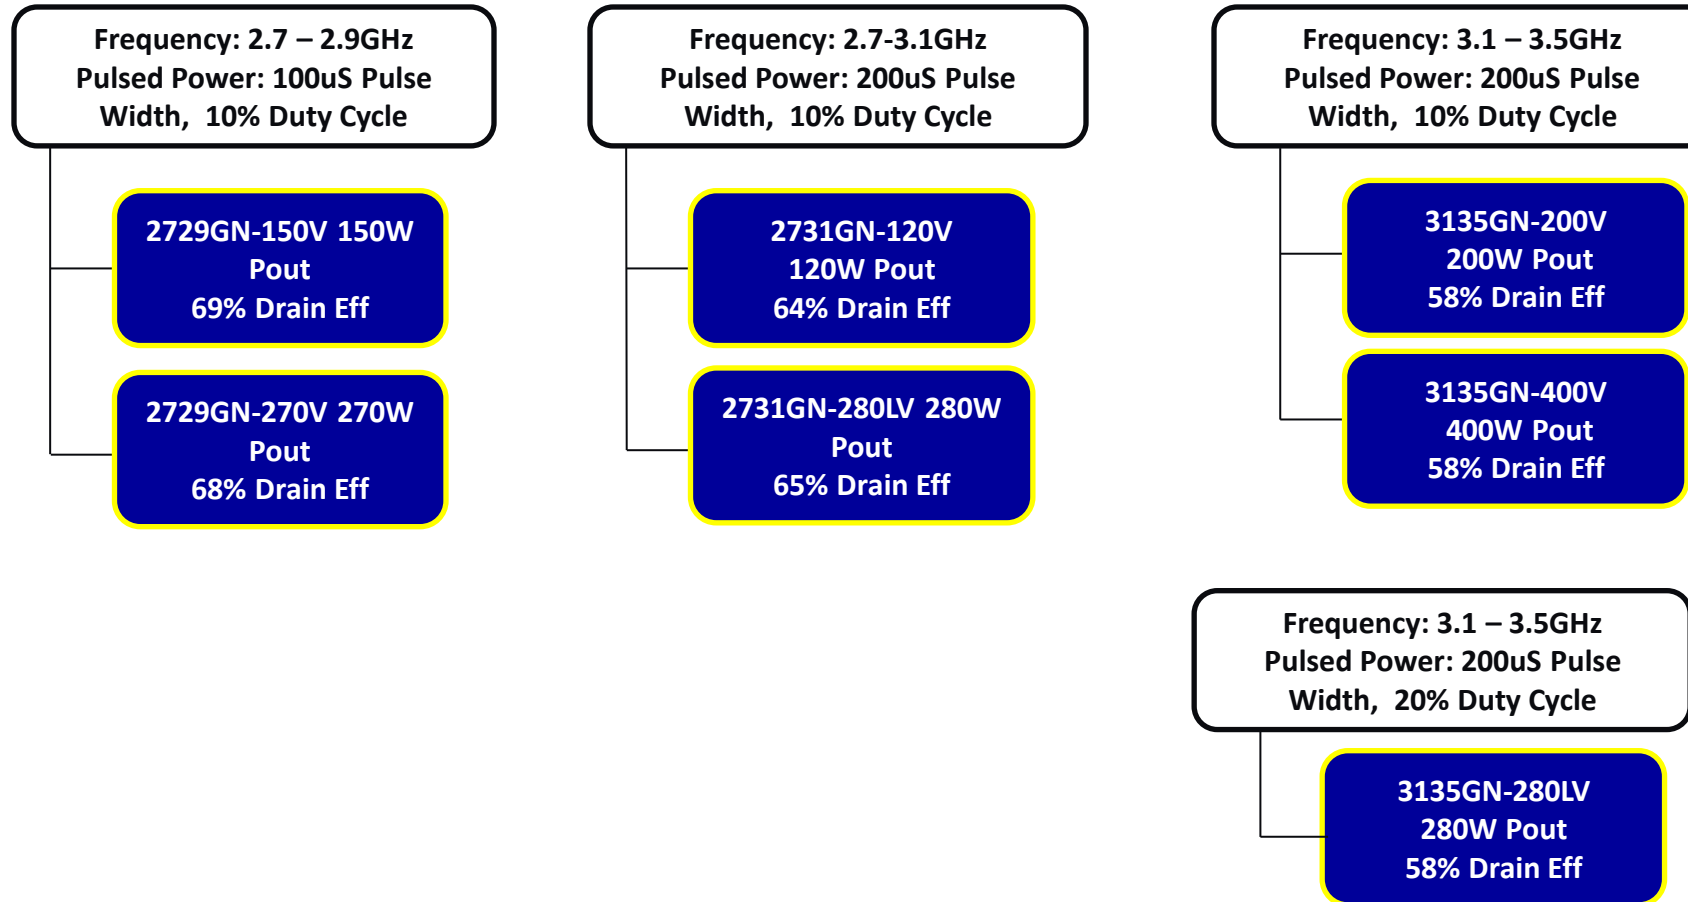 Frequency: 2.7 – 2.9GHz
Pulsed Power: 100uS Pulse
Width, 10% Duty Cycle
2729GN-150V 150W
Pout
69% Drain Eff
2729GN-270V 270W
Pout
68% Drain Eff
Frequency: 2.7-3.1GHz
Pulsed Power: 200uS Pulse
Width, 10% Duty Cycle
2731GN-120V
120W Pout
64% Drain Eff
2731GN-280LV 280W
Pout
65% Drain Eff
Frequency: 3.1 – 3.5GHz
Pulsed Power: 200uS Pulse
Width, 10% Duty Cycle
3135GN-200V
200W Pout
58% Drain Eff
3135GN-400V
400W Pout
58% Drain Eff
Frequency: 3.1 – 3.5GHz
Pulsed Power: 200uS Pulse
Width, 20% Duty Cycle
3135GN-280LV
280W Pout
58% Drain Eff